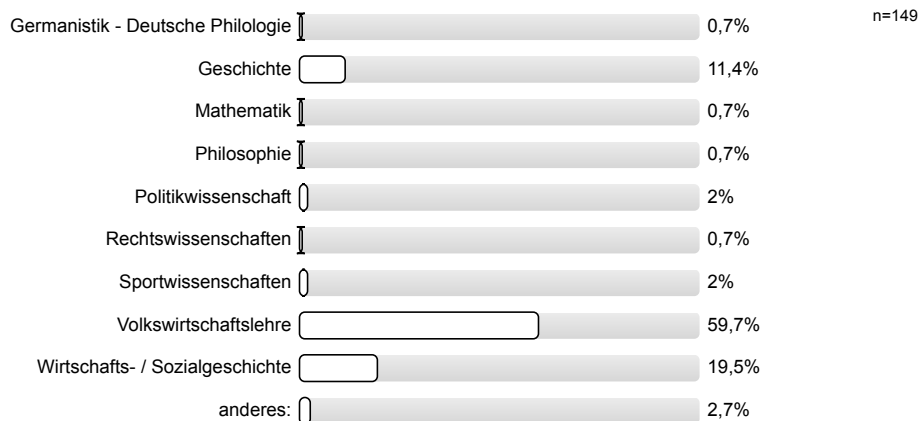 Germanistik - Deutsche Philologie 0,7% n=149
Geschichte 11,4%
Mathematik 0,7%
Philosophie 0,7%
Politikwissenschaft 2%
Rechtswissenschaften 0,7%
Sportwissenschaften 2%
Volkswirtschaftslehre 59,7%
Wirtschafts- / Sozialgeschichte 19,5%
anderes: 2,7%